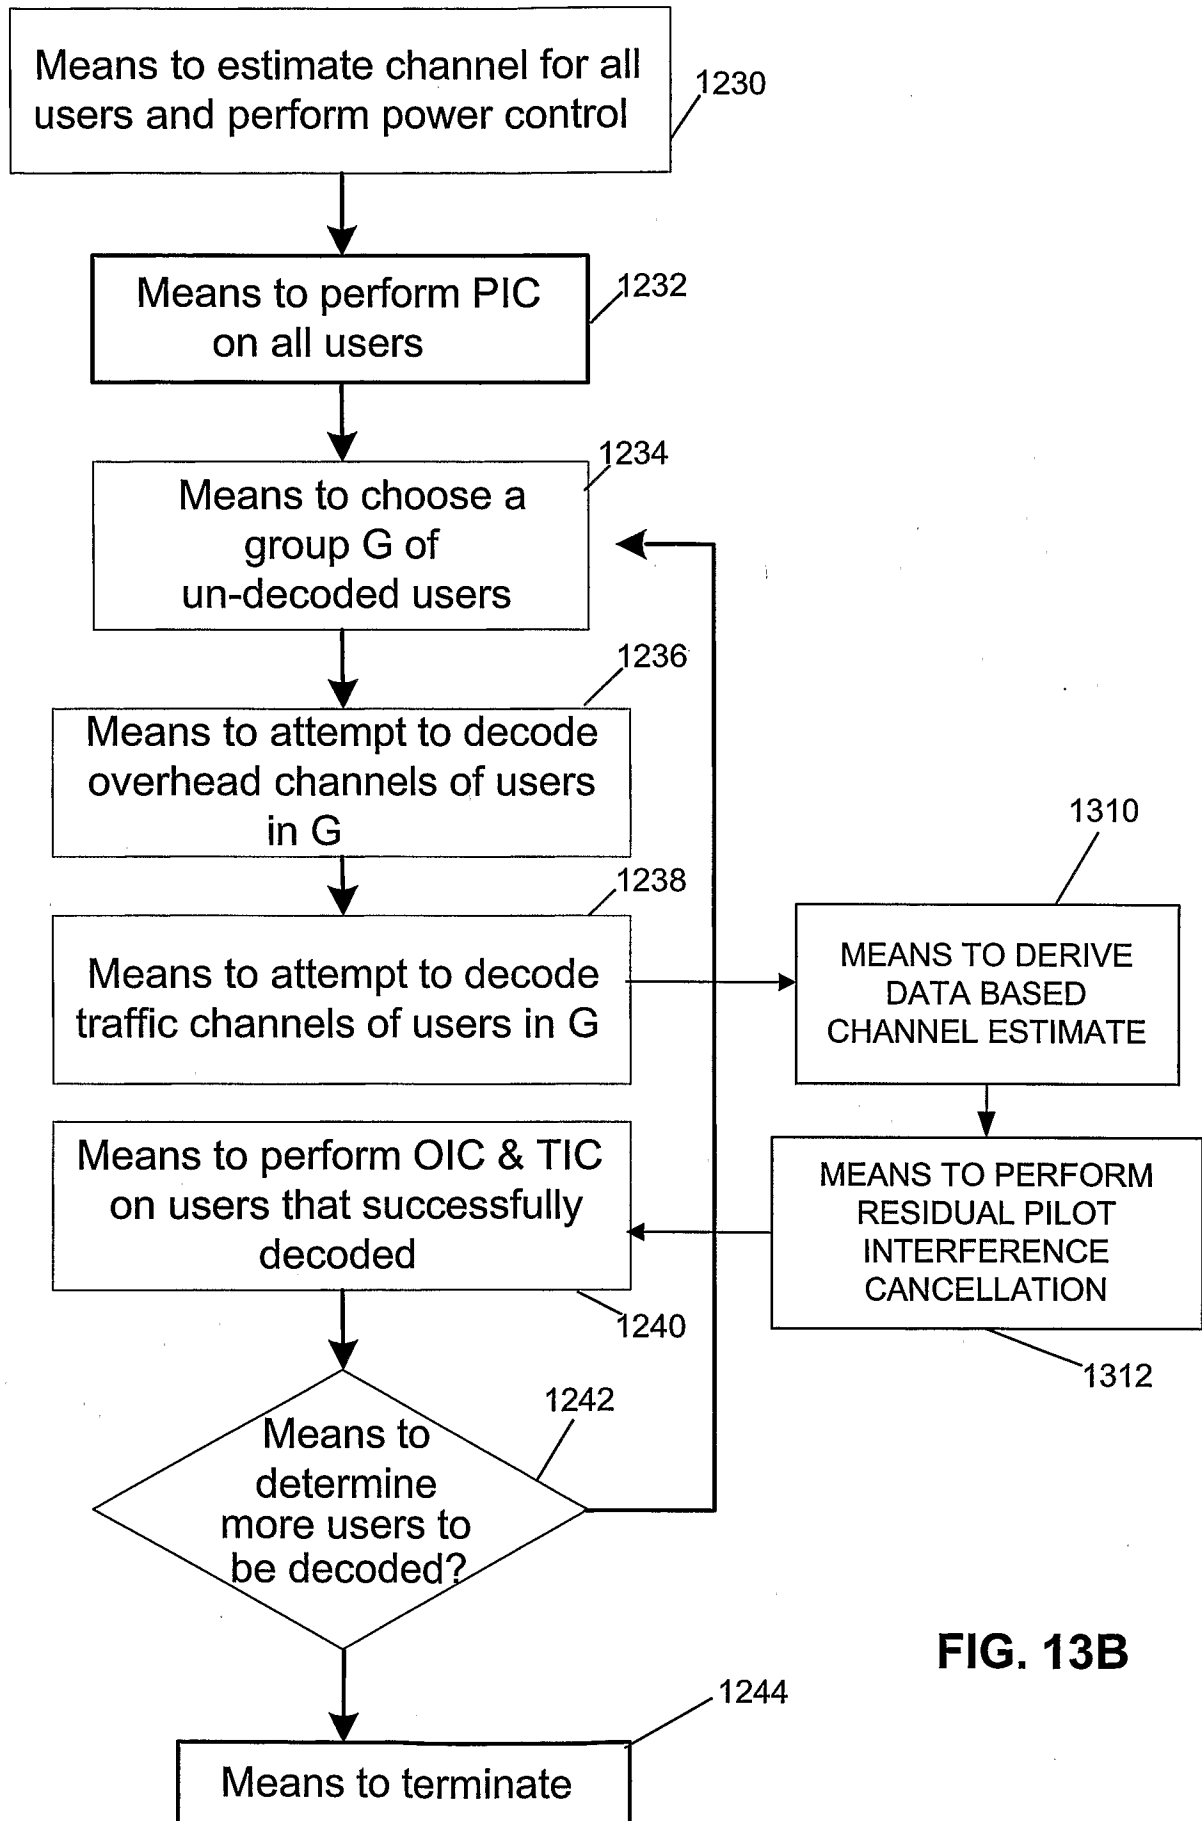 Means to estimate channel for all
users and perform power control
1230
Means to perform PIC
on all users
1232
1234
Means to choose a
group G of
un-decoded users
1236
Means to attempt to decode
overhead channels of users
in G
1238
Means to attempt to decode
traffic channels of users in G
1310
MEANS TO DERIVE
DATA BASED
CHANNEL ESTIMATE
MEANS TO PERFORM
RESIDUAL PILOT
INTERFERENCE
CANCELLATION
1312
Means to perform OIC & TIC
on users that successfully
decoded
1240
1242
Means to
determine
more users to
be decoded?
1244
Means to terminate
FIG. 13B